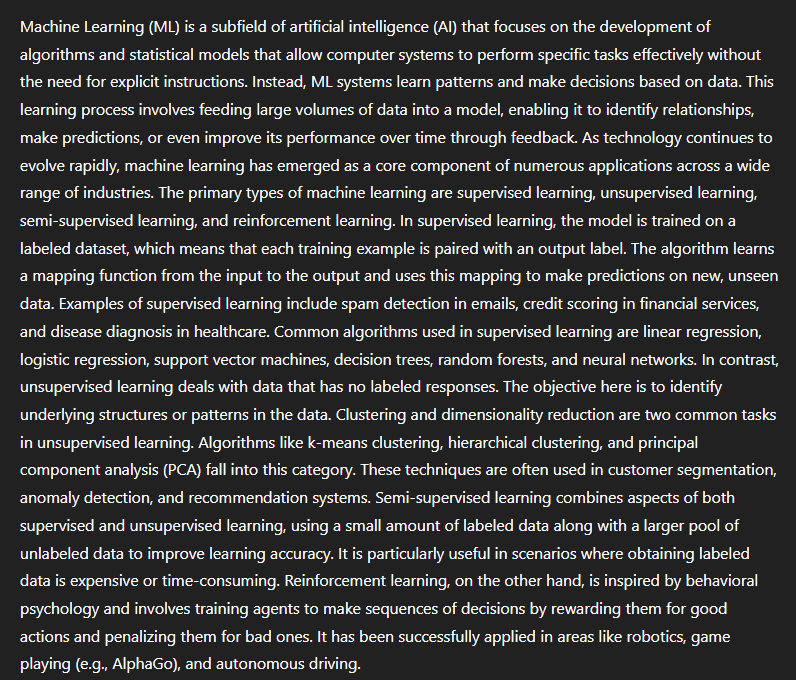 Machine Learning (ML) is a subfield of artificial intelligence (AI) that focuses on the development of
algorithms and statistical models that allow computer systems to perform specific tasks effectively without
the need for explicit instructions. Instead, ML systems learn patterns and make decisions based on data. This
learning process involves feeding large volumes of data into a model, enabling it to identify relationships,
make predictions, or even improve its performance over time through feedback. As technology continues to
evolve rapidly, machine learning has emerged as a core component of numerous applications across a wide
range of industries. The primary types of machine learning are supervised learning, unsupervised learning,
semi-supervised learning, and reinforcement learning. In supervised learning, the model is trained on a
labeled dataset, which means that each training example is paired with an output label. The algorithm learns
a mapping function from the input to the output and uses this mapping to make predictions on new, unseen
data. Examples of supervised learning include spam detection in emails, credit scoring in financial services,
and disease diagnosis in healthcare. Common algorithms used in supervised learning are linear regression,
logistic regression, support vector machines, decision trees, random forests, and neural networks. In contrast,
unsupervised learning deals with data that has no labeled responses. The objective here is to identify
underlying structures or patterns in the data. Clustering and dimensionality reduction are two common tasks
in unsupervised learning. Algorithms like k-means clustering, hierarchical clustering, and principal
component analysis (PCA) fall into this category. These techniques are often used in customer segmentation,
anomaly detection, and recommendation systems. Semi-supervised learning combines aspects of both
supervised and unsupervised learning, using a small amount of labeled data along with a larger pool of
unlabeled data to improve learning accuracy. It is particularly useful in scenarios where obtaining labeled
data is expensive or time-consuming. Reinforcement learning, on the other hand, is inspired by behavioral
psychology and involves training agents to make sequences of decisions by rewarding them for good
actions and penalizing them for bad ones. It has been successfully applied in areas like robotics, game
playing (e.g., AlphaGo), and autonomous driving.